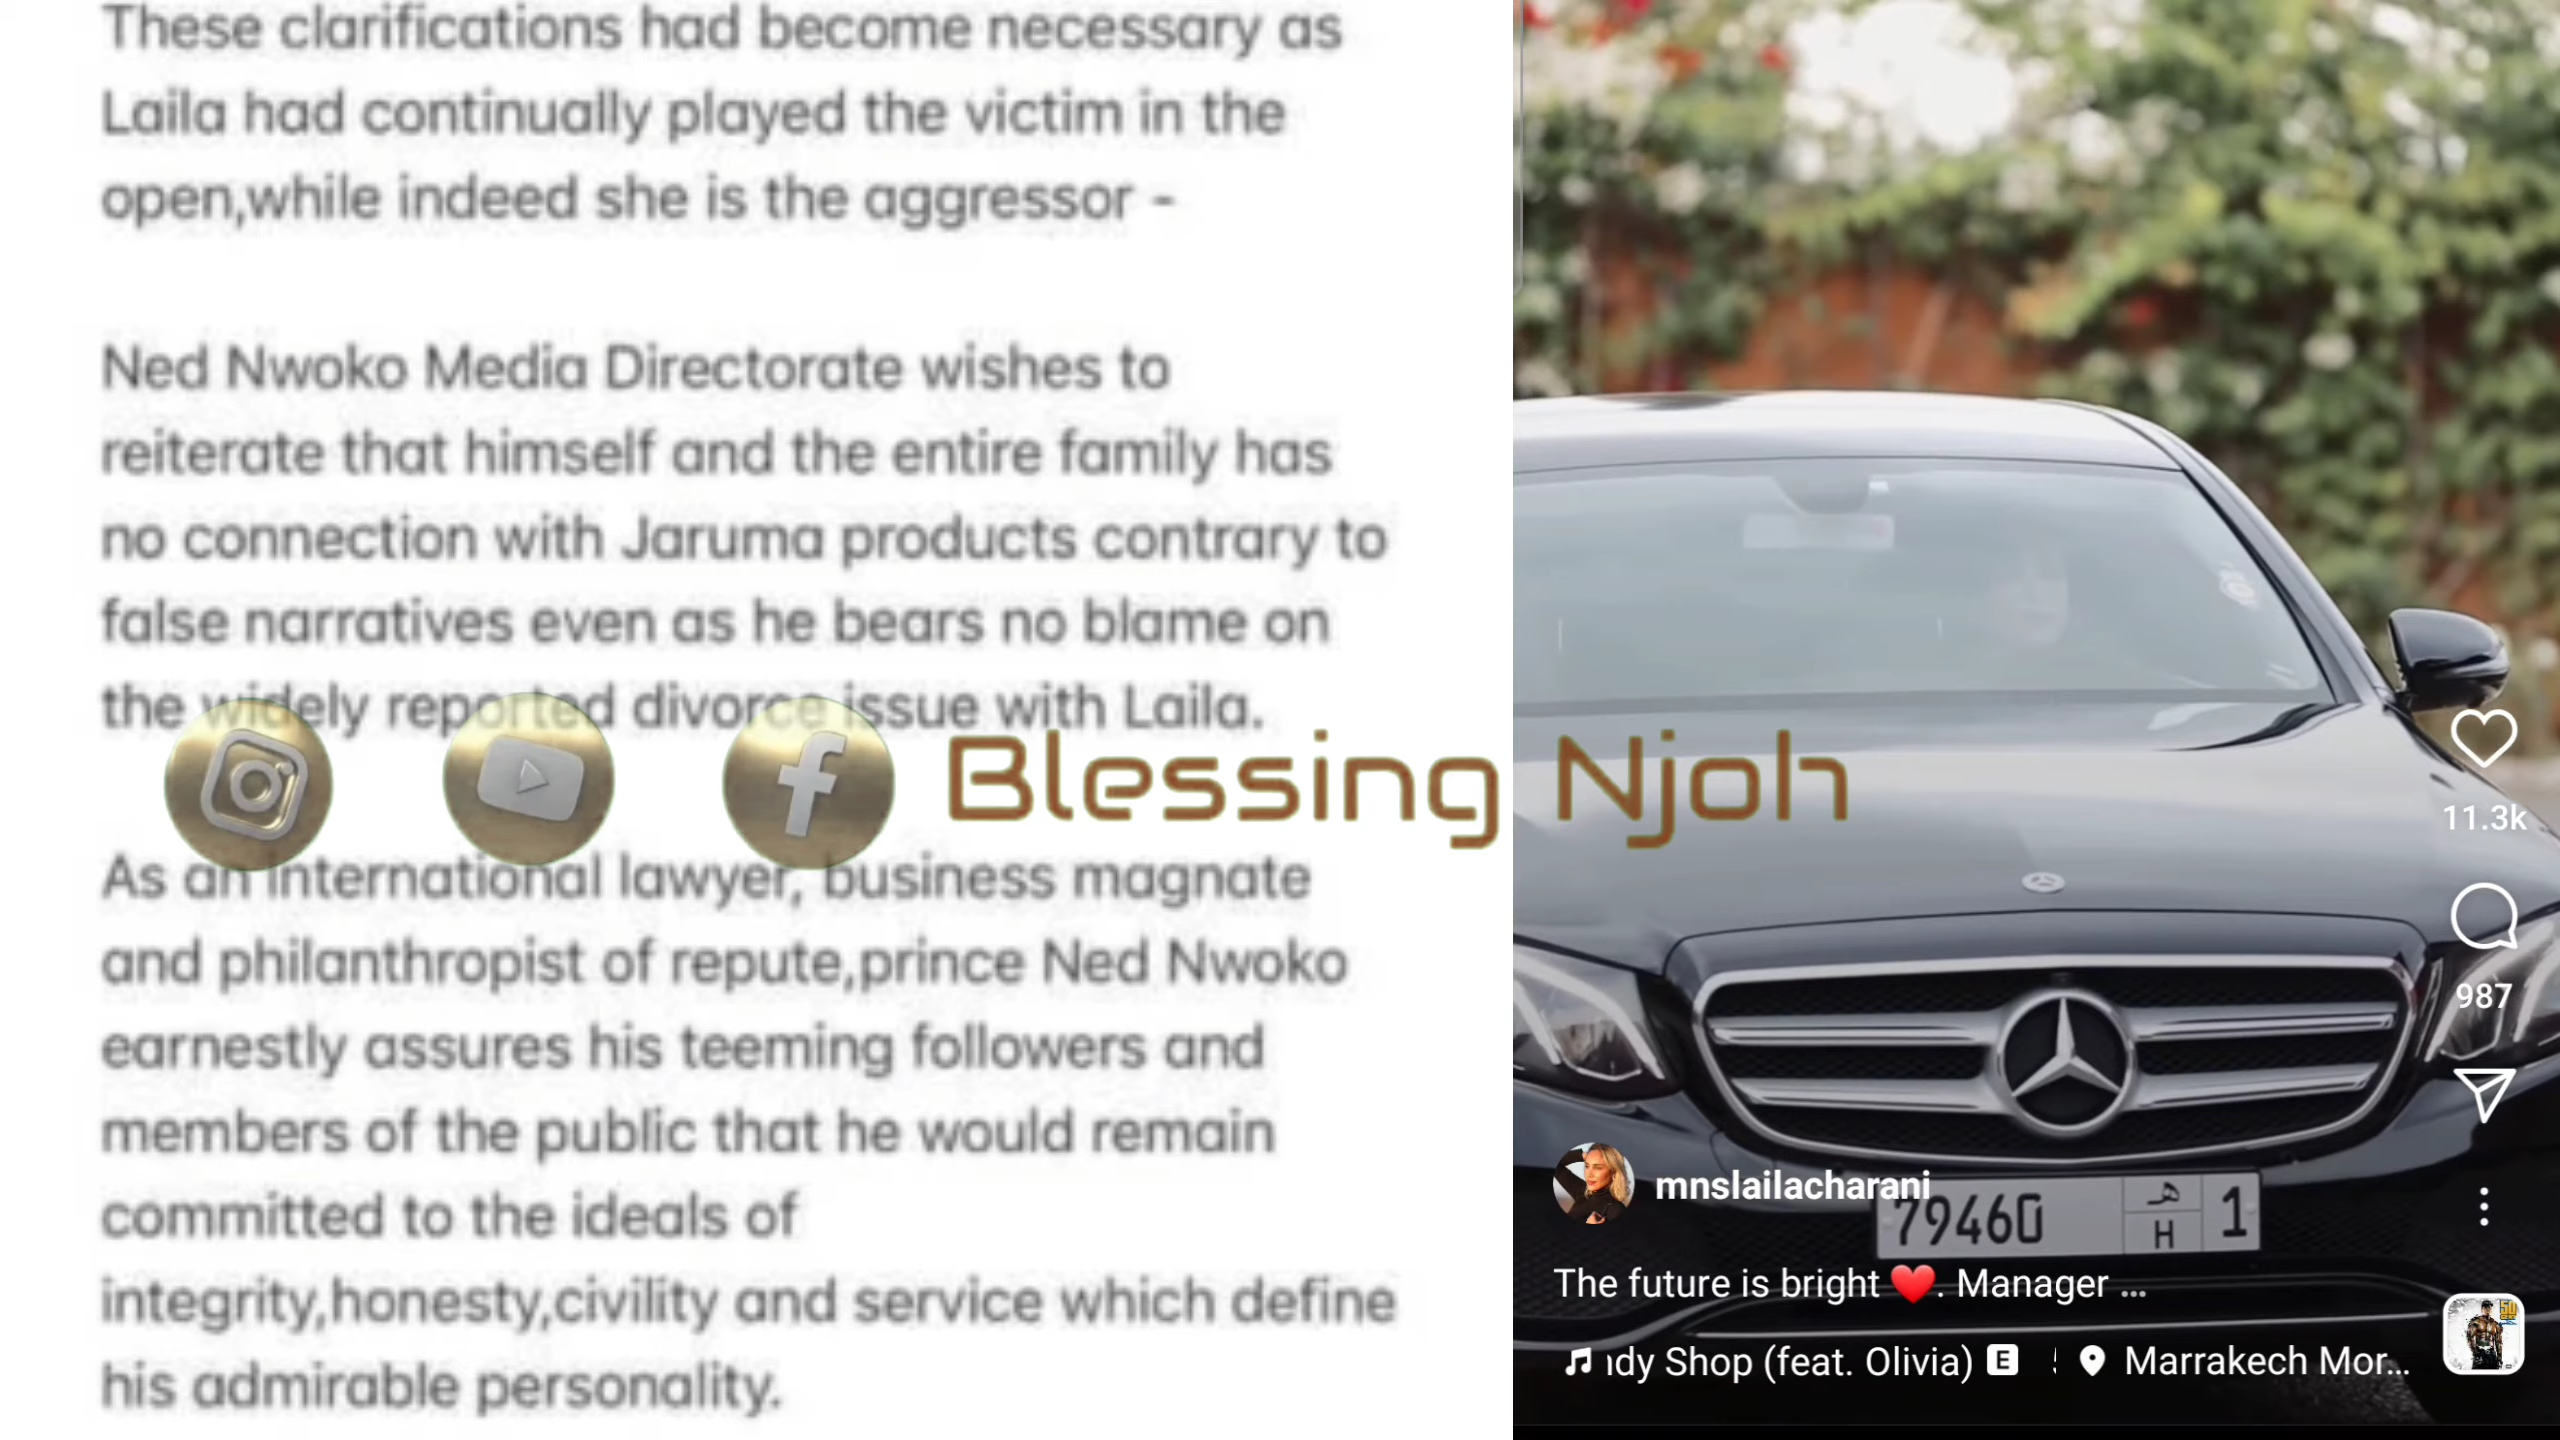 These clarifications had become necessary as
Laila had continually played the victim in the
open,while indeed she is the aggressor -
Ned Nwoko Media Directorate wishes to
reiterate that himself and the entire family has
no connection with Jaruma products contrary to
false narratives even as he bears no blame on
the widely reported divorce issue with Laila.
Blessing Njoh
As an international lawyer, business magnate
and philanthropist of repute,prince Ned Nwoko
earnestly assures his teeming followers and
members of the public that he would remain
committed to the ideals of
integrity,honesty,civility and service which define
his admirable personality.
11.3k
987
mnslailacharani
79460 هـ H 1
The future is bright ❤️. Manager ...
dy Shop (feat. Olivia) E
Marrakech Mor...
50